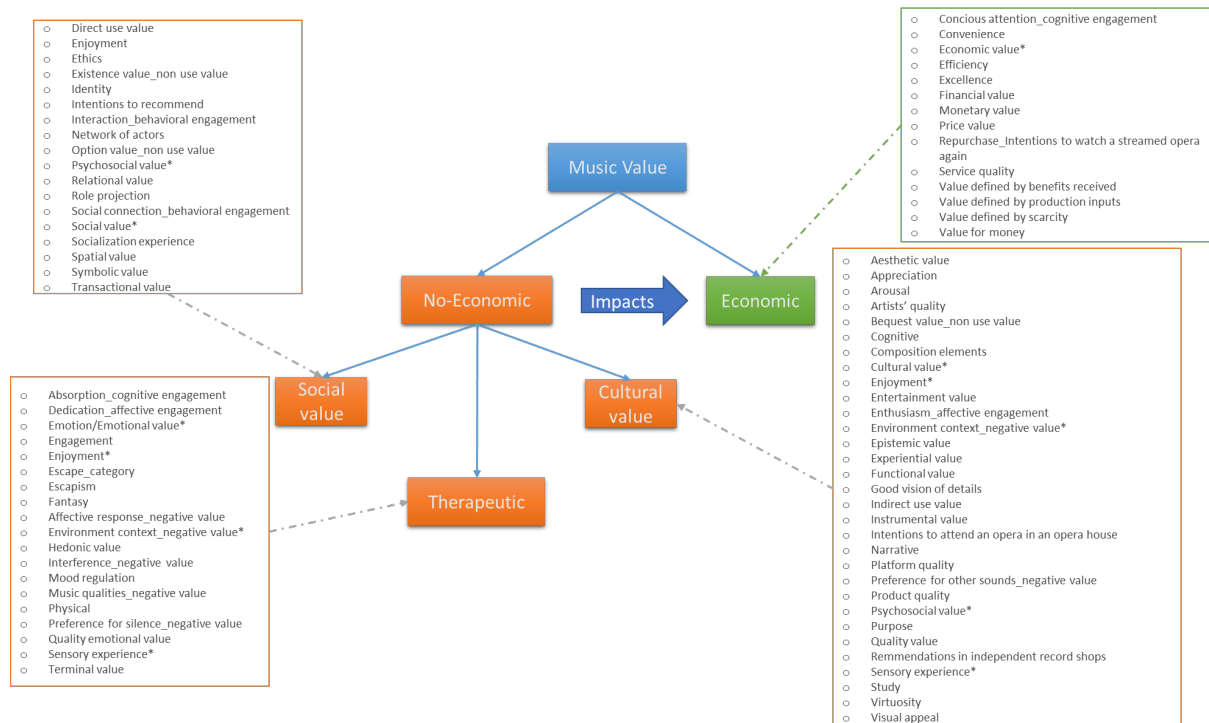 Direct use value
Enjoyment
Ethics
Existence value_non use value
Identity
Intentions to recommend
Interaction_behavioral engagement
Network of actors
Option value_non use value
Psychosocial value*
Relational value
Role projection
Social connection_behavioral engagement
Social value*
Socialization experience
Spatial value
Symbolic value
Transactional value
Concious attention_cognitive engagement
Convenience
Economic value*
Efficiency
Excellence
Financial value
Monetary value
Price value
Repurchase_Intentions to watch a streamed opera
again
Service quality
Value defined by benefits received
Value defined by production inputs
Value defined by scarcity
Value for money
Music Value
No-Economic
Impacts
Economic
Social
value
Cultural
value
Therapeutic
Absorption_cognitive engagement
Dedication_affective engagement
Emotion/Emotional value*
Engagement
Enjoyment*
Escape_category
Escapism
Fantasy
Affective response_negative value
Environment context_negative value*
Hedonic value
Interference_negative value
Mood regulation
Music qualities_negative value
Physical
Preference for silence_negative value
Quality emotional value
Sensory experience*
Terminal value
Aesthetic value
Appreciation
Arousal
Artists' quality
Bequest value_non use value
Cognitive
Composition elements
Cultural value*
Enjoyment*
Entertainment value
Enthusiasm_affective engagement
Environment context_negative value*
Epistemic value
Experiential value
Functional value
Good vision of details
Indirect use value
Instrumental value
Intentions to attend an opera in an opera house
Narrative
Platform quality
Preference for other sounds_negative value
Product quality
Psychosocial value*
Purpose
Quality value
Remmendations in independent record shops
Sensory experience*
Study
Virtuosity
Visual appeal